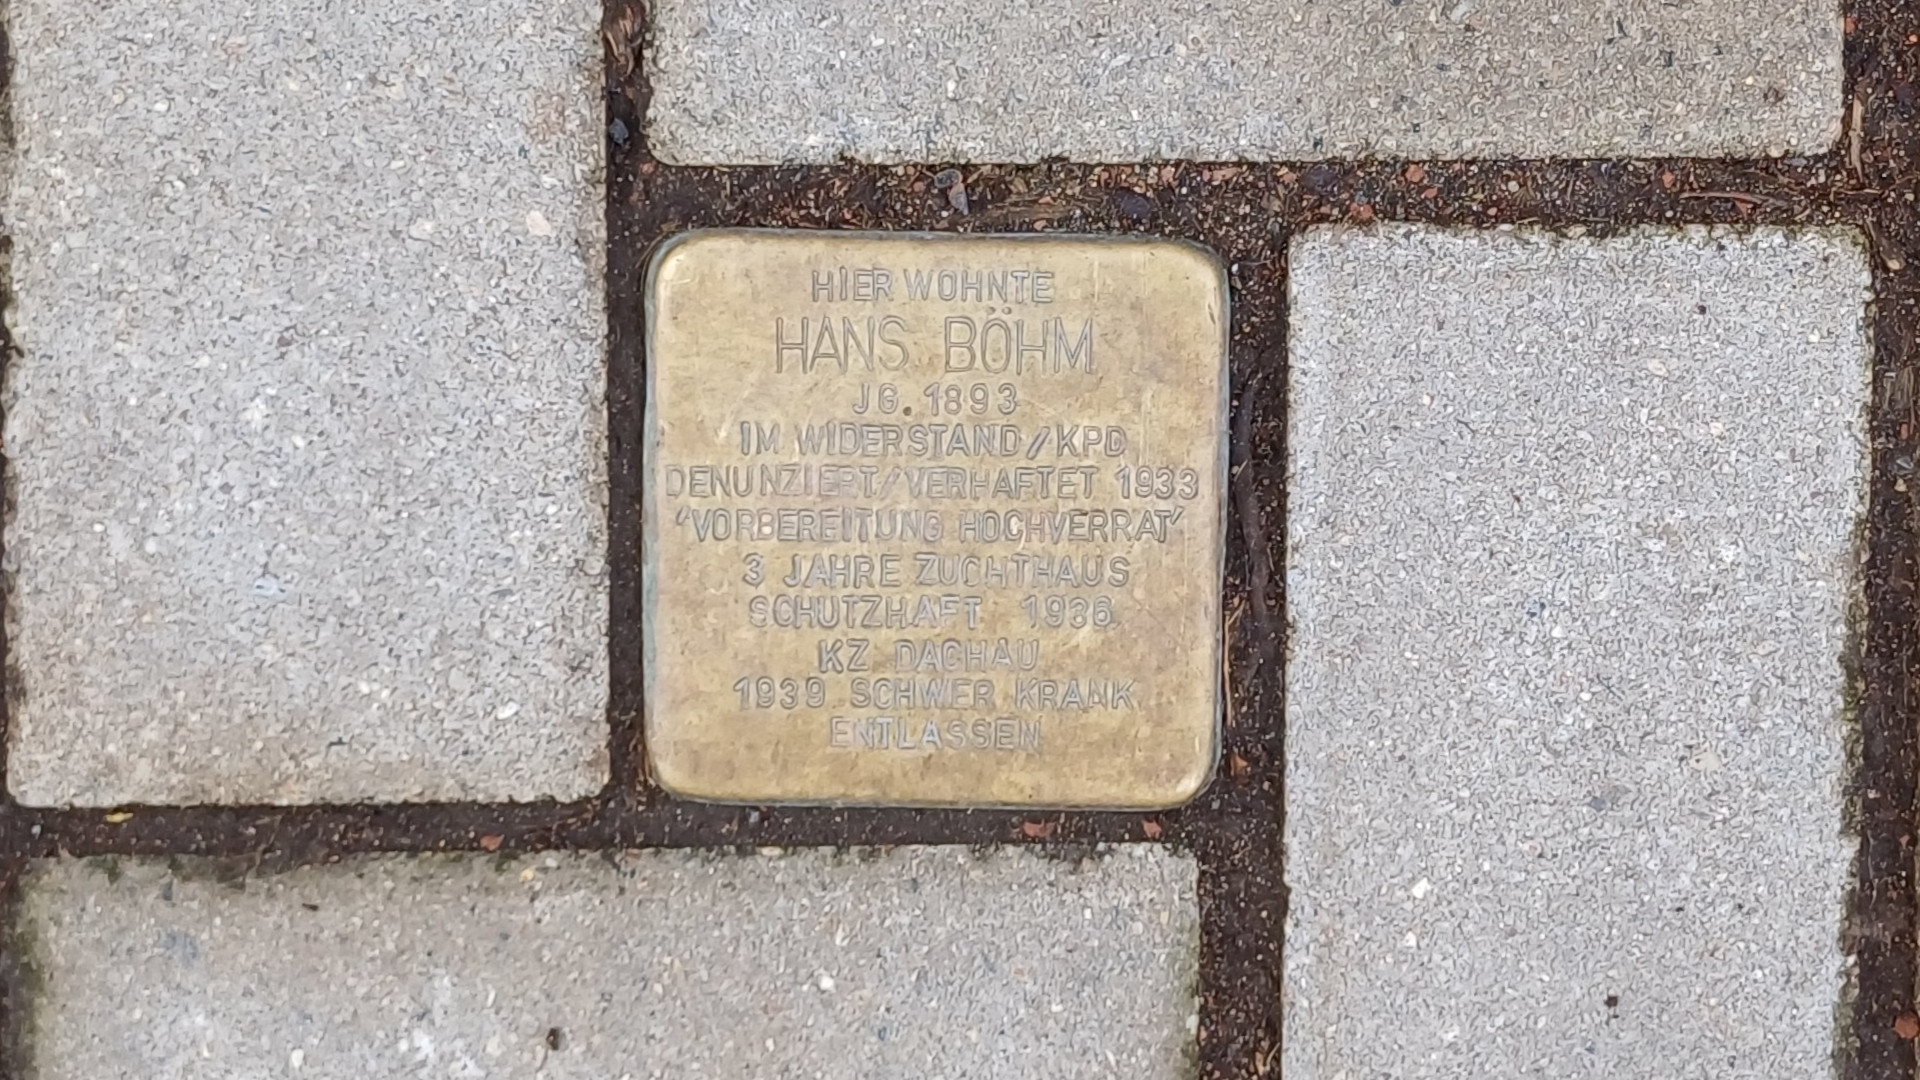 HIER WOHNTE
HANS BÖHM
JG. 1893
IM WIDERSTAND/KPD
DENUNZIERT/VERHAFTET 1933
"VORBEREITUNG HOCHVERRAT"
3 JAHRE ZUCHTHAUS
SCHUTZHAFT 1936
KZ DACHAU
1939 SCHWER KRANK
ENTLASSEN